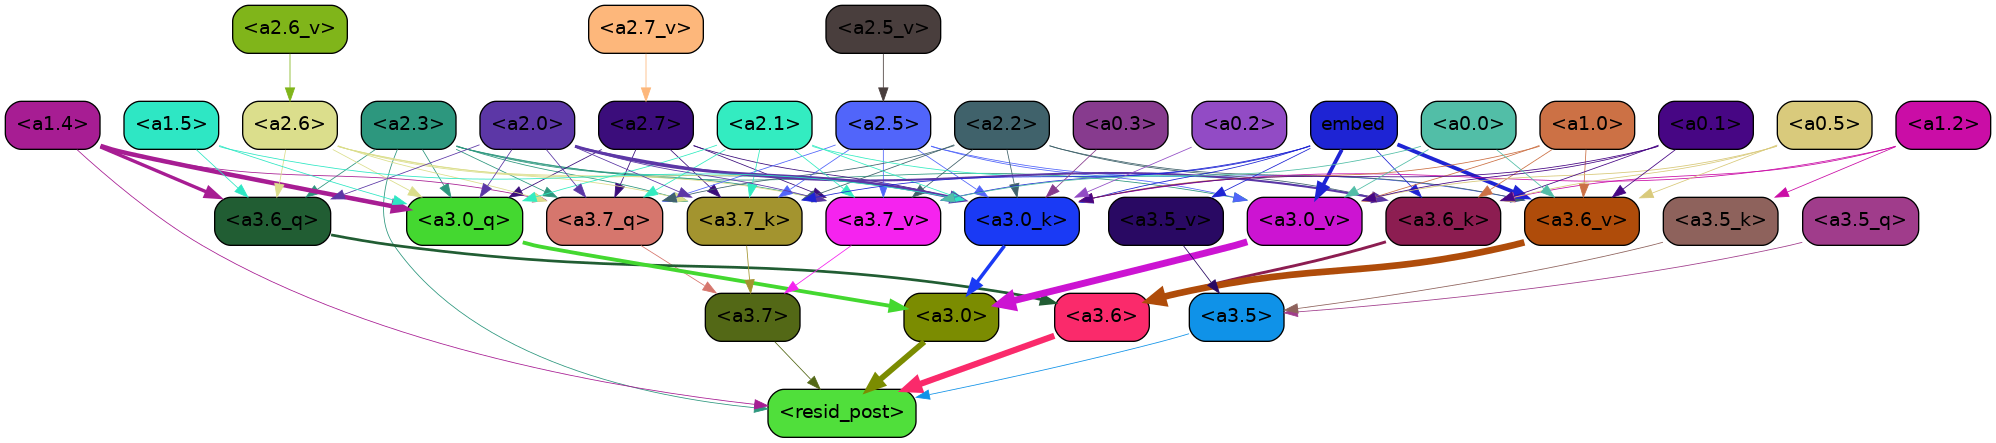 <a2.6_v> <a2.7_v> <a2.5_v>
<a1.4> <a1.5> <a2.6> <a2.3> <a2.0> <a2.7> <a2.1> <a2.5> <a2.2> <a0.3> <a0.2> embed <a0.0> <a1.0> <a0.1> <a0.5> <a1.2>
<a3.6_q> <a3.0_q> <a3.7_q> <a3.7_k> <a3.7_v> <a3.0_k> <a3.5_v> <a3.0_v> <a3.6_k> <a3.6_v> <a3.5_k> <a3.5_q>
<a3.7> <a3.0> <a3.6> <a3.5>
<resid_post>